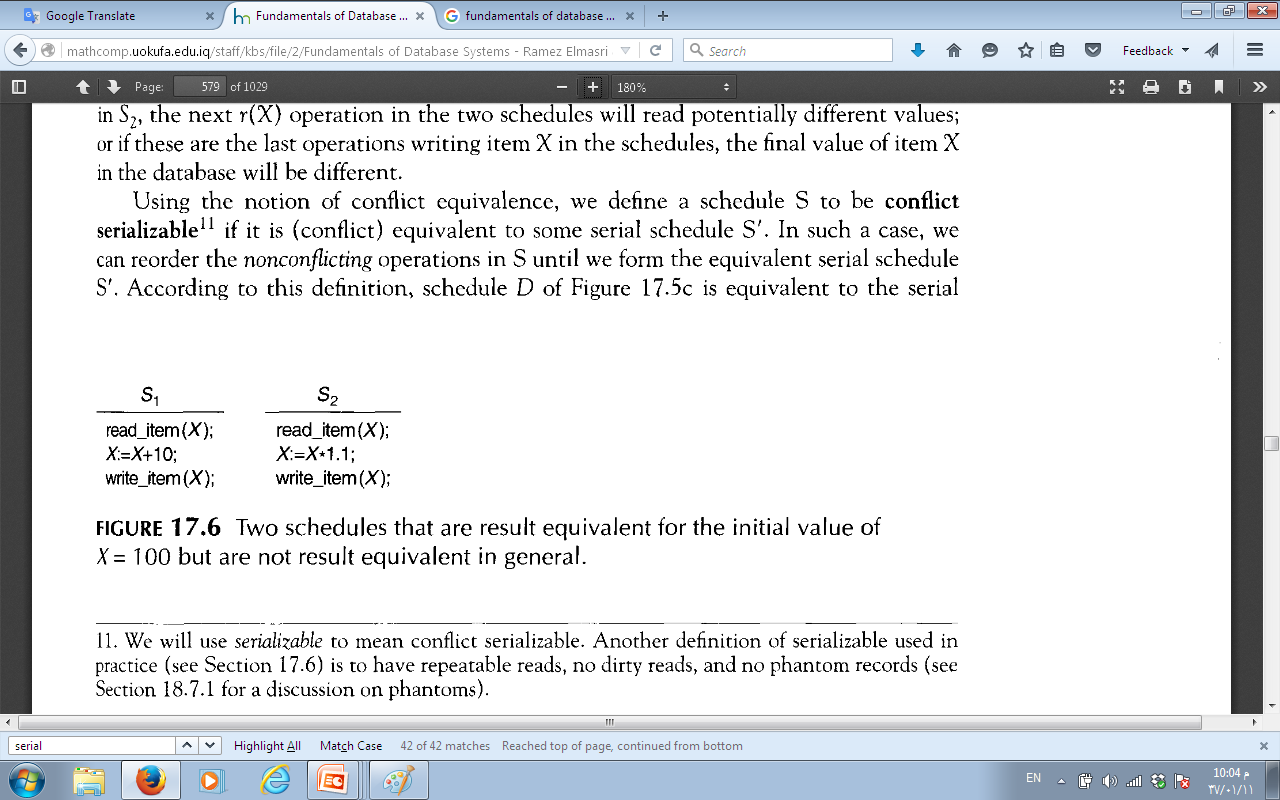 Google Translate
Fundamentals of Database ...
fundamentals of database ...
mathcomp.uokufa.edu.iq/staff/kbs/file/2/Fundamentals of Database Systems - Ramez Elmasri
Search
Feedback
Page: 579 of 1029
180%
in S2, the next r(X) operation in the two schedules will read potentially different values;
or if these are the last operations writing item X in the schedules, the final value of item X
in the database will be different.
Using the notion of conflict equivalence, we define a schedule S to be conflict
serializable11 if it is (conflict) equivalent to some serial schedule S′. In such a case, we
can reorder the nonconflicting operations in S until we form the equivalent serial schedule
S′. According to this definition, schedule D of Figure 17.5c is equivalent to the serial
S1 S2
read_item(X); read_item(X);
X:=X+10; X:=X*1.1;
write_item(X); write_item(X);
FIGURE 17.6 Two schedules that are result equivalent for the initial value of
X = 100 but are not result equivalent in general.
11. We will use serializable to mean conflict serializable. Another definition of serializable used in
practice (see Section 17.6) is to have repeatable reads, no dirty reads, and no phantom records (see
Section 18.7.1 for a discussion on phantoms).
serial
Highlight All
Match Case
42 of 42 matches
Reached top of page, continued from bottom
EN
10:04 م
٣٧/٠١/١١